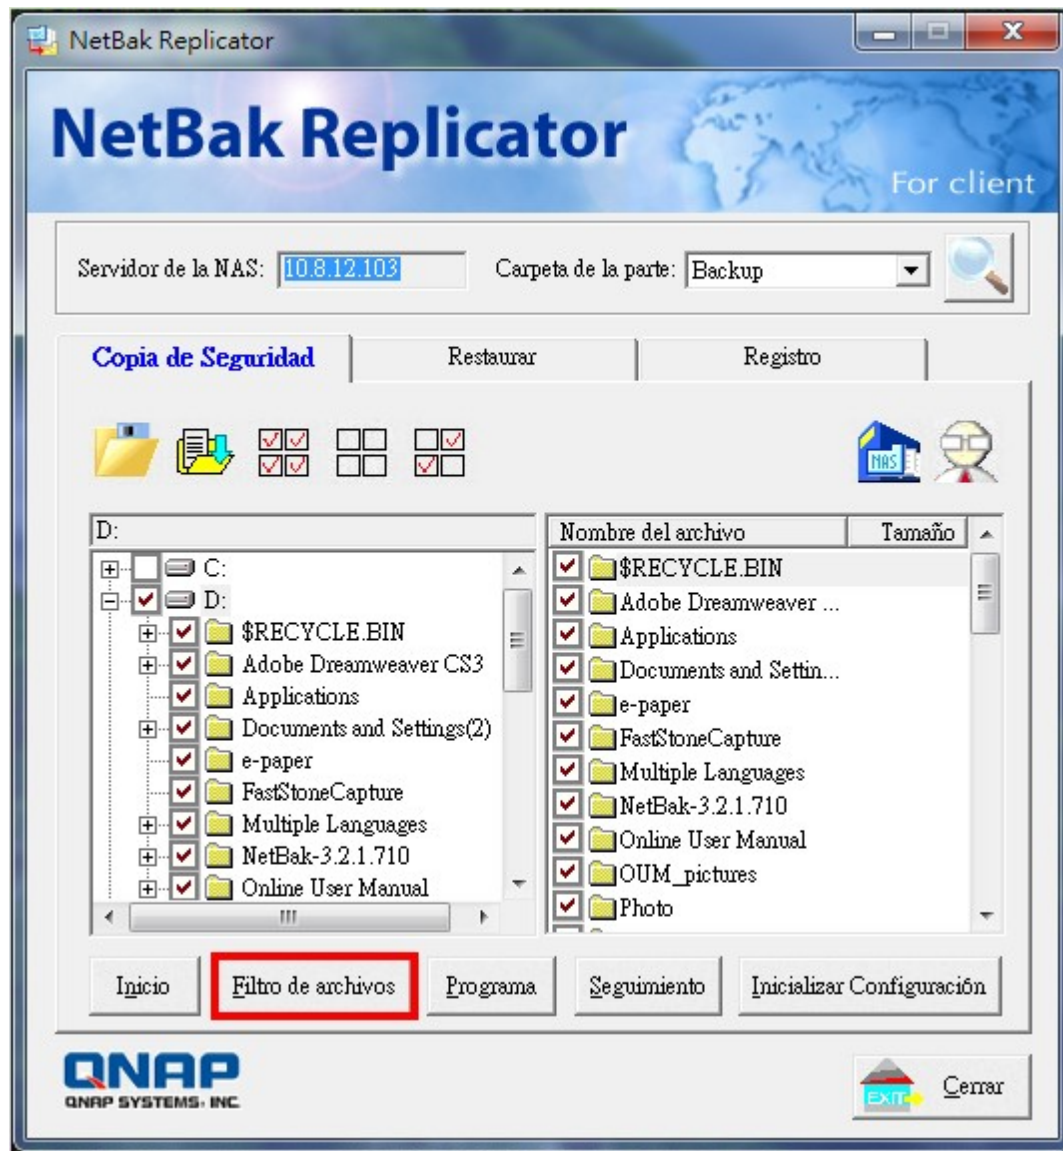 NetBak Replicator
NetBak Replicator
For client
Servidor de la NAS: 10.8.12.103 Carpeta de la parte: Backup
Copia de Seguridad Restaurar Registro
NAS
D:
C:
D:
$RECYCLE.BIN
Adobe Dreamweaver CS3
Applications
Documents and Settings(2)
e-paper
FastStoneCapture
Multiple Languages
NetBak-3.2.1.710
Online User Manual
Nombre del archivo Tamaño
$RECYCLE.BIN
Adobe Dreamweaver ...
Applications
Documents and Settin...
e-paper
FastStoneCapture
Multiple Languages
NetBak-3.2.1.710
Online User Manual
OUM_pictures
Photo
Inicio Filtro de archivos Programa Seguimiento Inicializar Configuración
QNAP
QNAP SYSTEMS, INC.
EXIT Cerrar